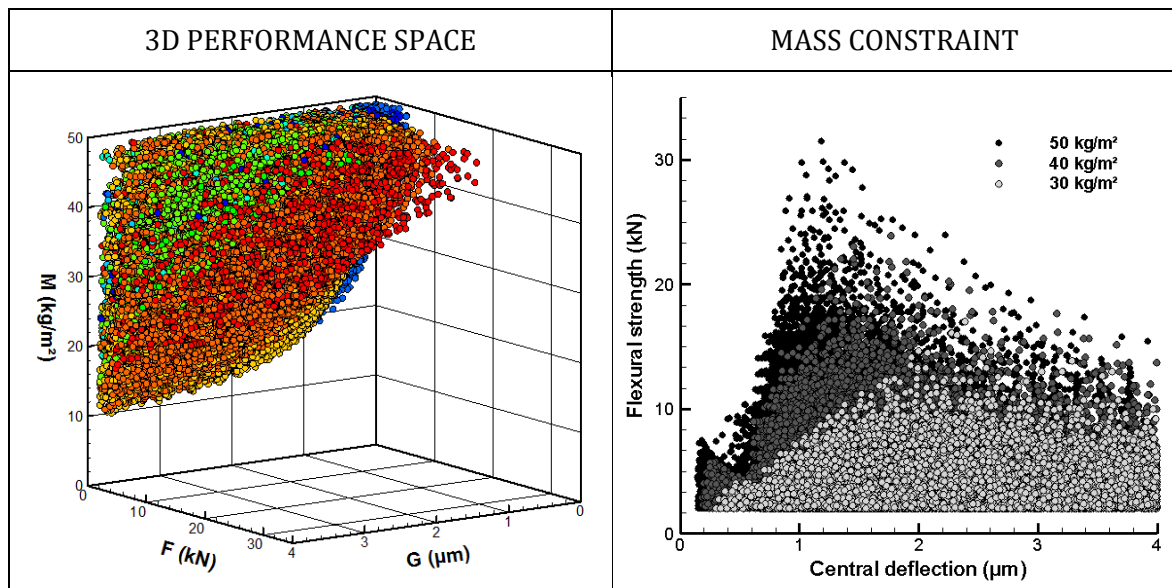 3D PERFORMANCE SPACE
MASS CONSTRAINT
50
40
30
20
10
0
M (kg/m²)
0
10
20
30
F (kN)
4
3
2
1
0
G (µm)
30
20
10
0
Flexural strength (kN)
50 kg/m²
40 kg/m²
30 kg/m²
0
1
2
3
4
Central deflection (µm)